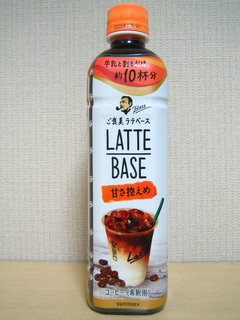 牛乳と割るだけ
約10杯分
Boss
ご褒美ラテベース
LATTE
BASE
甘さ控えめ
Latte
コーヒー(希釈用)
SUNTORY